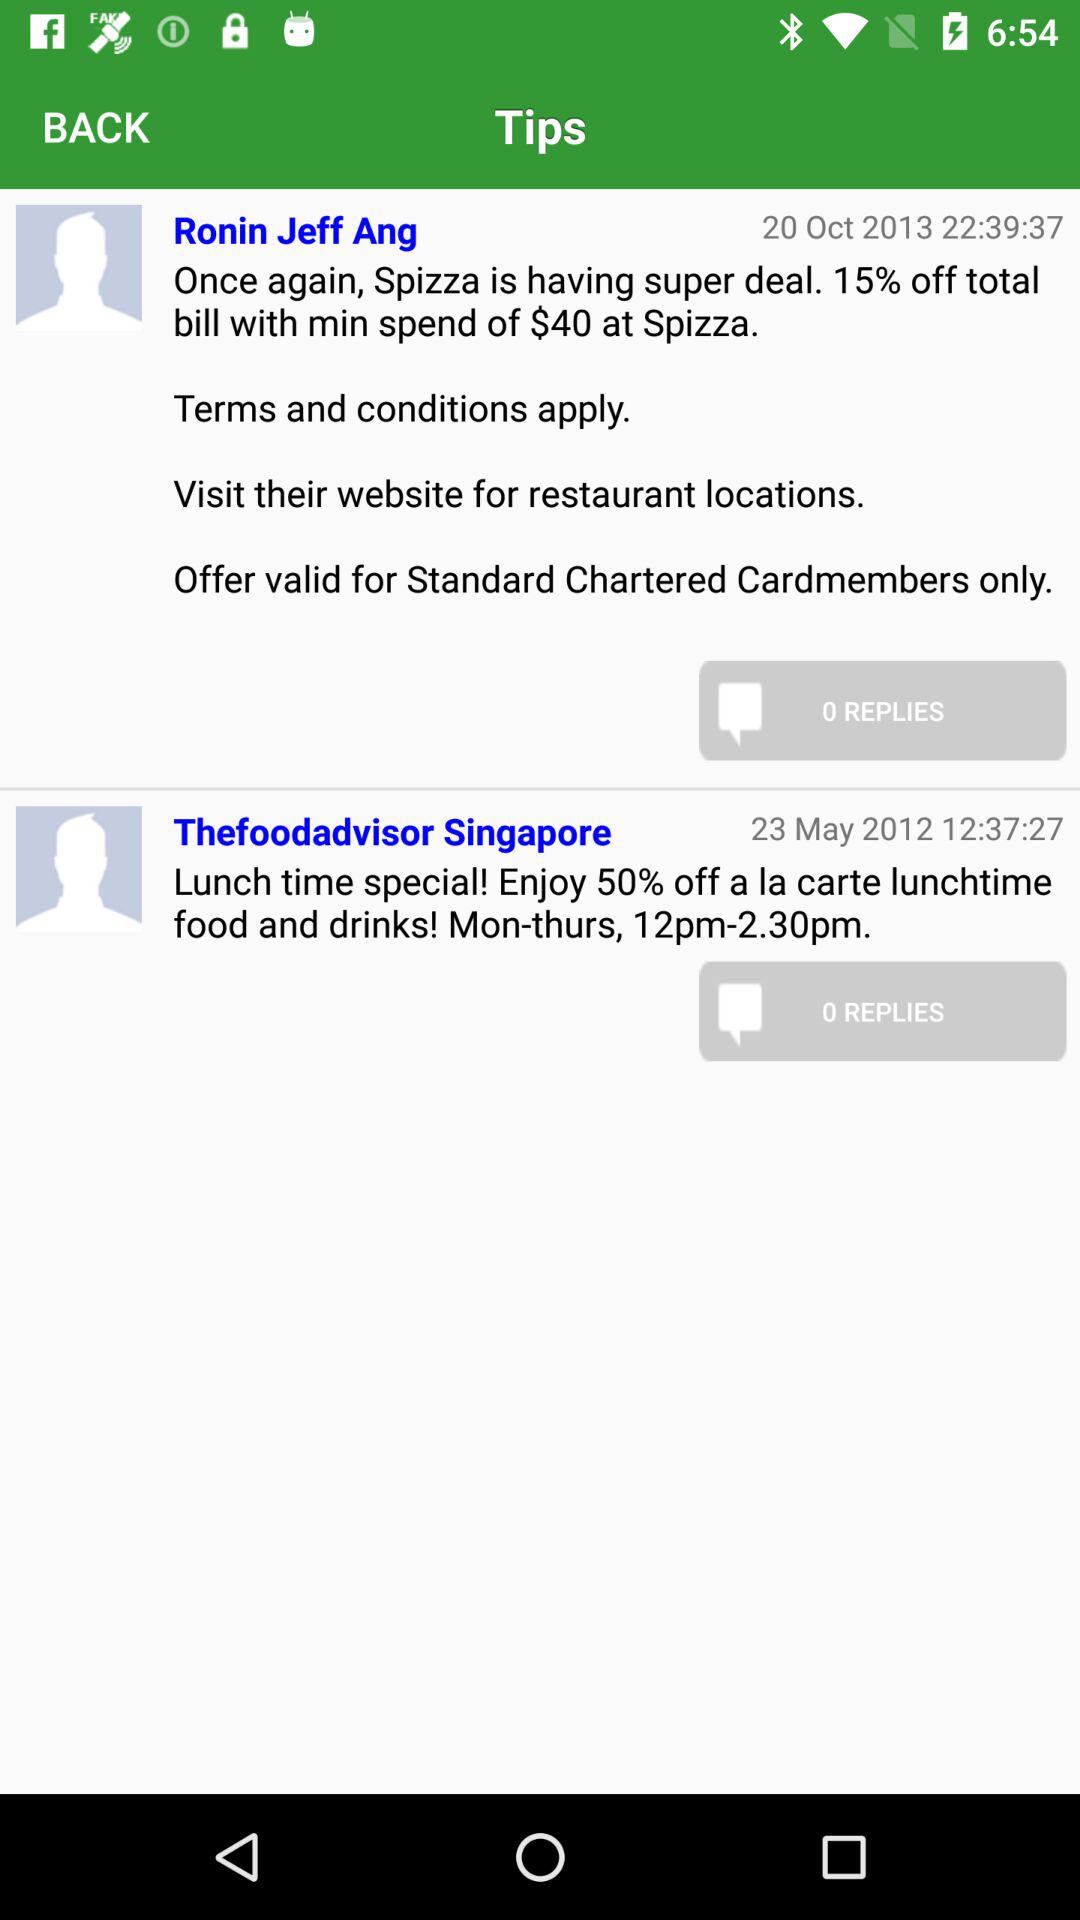 FAKE
6:54
BACK
Tips
Ronin Jeff Ang
20 Oct 2013 22:39:37
Once again, Spizza is having super deal. 15% off total
bill with min spend of $40 at Spizza.
Terms and conditions apply.
Visit their website for restaurant locations.
Offer valid for Standard Chartered Cardmembers only.
0 REPLIES
Thefoodadvisor Singapore
23 May 2012 12:37:27
Lunch time special! Enjoy 50% off a la carte lunchtime
food and drinks! Mon-thurs, 12pm-2.30pm.
0 REPLIES